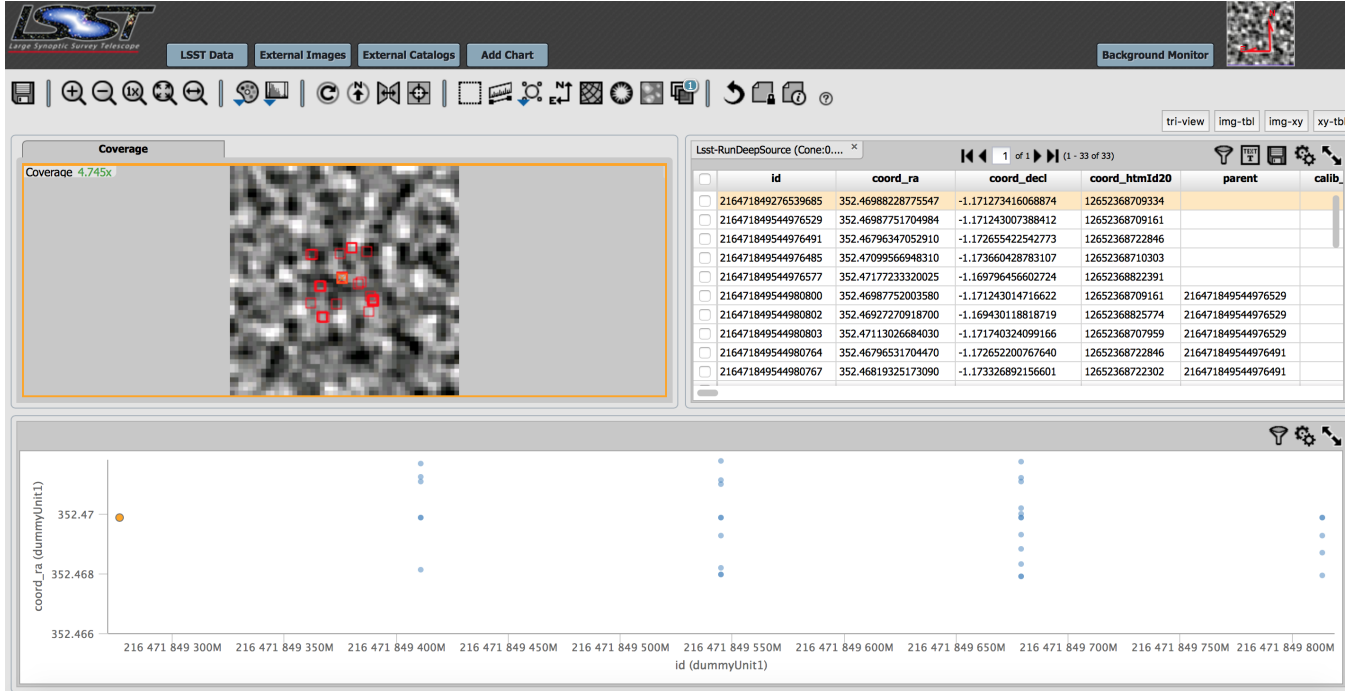 LSST
Large Synoptic Survey Telescope
LSST Data External Images External Catalogs Add Chart Background Monitor
1x N N E 1 ?
tri-view img-tbl img-xy xy-tbl
Coverage
Coverage 4.745x
Lsst-RunDeepSource (Cone:0.... × 1 of 1 (1 - 33 of 33) TEXT
id coord_ra coord_decl coord_htmId20 parent calib_
216471849276539685 352.46988228775547 -1.171273416068874 12652368709334
216471849544976529 352.46987751704984 -1.171243007388412 12652368709161
216471849544976491 352.46796347052910 -1.172655422542773 12652368722846
216471849544976485 352.47099566948310 -1.173660428783107 12652368710303
216471849544976577 352.47177233320025 -1.169796456602724 12652368822391
216471849544980800 352.46987752003580 -1.171243014716622 12652368709161 216471849544976529
216471849544980802 352.46927270918700 -1.169430118818719 12652368825774 216471849544976529
216471849544980803 352.47113026684030 -1.171740324099166 12652368707959 216471849544976529
216471849544980764 352.46796531704470 -1.172652200767640 12652368722846 216471849544976491
216471849544980767 352.46819325173090 -1.173326892156601 12652368722302 216471849544976491
coord_ra (dummyUnit1)
352.47
352.468
352.466
216 471 849 300M 216 471 849 350M 216 471 849 400M 216 471 849 450M 216 471 849 500M 216 471 849 550M 216 471 849 600M 216 471 849 650M 216 471 849 700M 216 471 849 750M 216 471 849 800M
id (dummyUnit1)